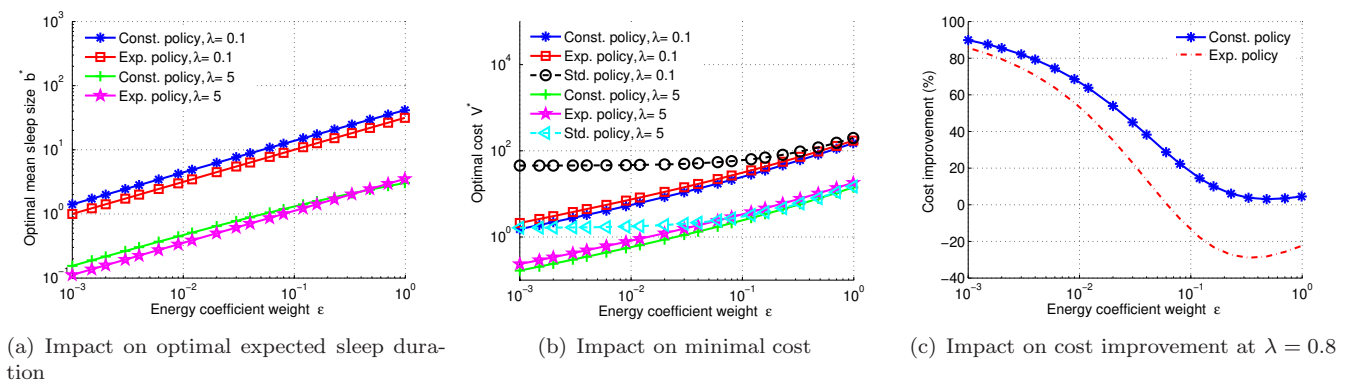 10^3
10^2
10^1
10^0
10^-1
10^-3
10^-2
10^-1
10^0
Optimal mean sleep size b*
Energy coefficient weight ε
Const. policy, λ= 0.1
Exp. policy, λ= 0.1
Const. policy, λ= 5
Exp. policy, λ= 5
(a) Impact on optimal expected sleep dura-
tion
10^4
10^2
10^0
10^-3
10^-2
10^-1
10^0
Optimal cost V*
Energy coefficient weight ε
Const. policy, λ= 0.1
Exp. policy, λ= 0.1
Std. policy, λ= 0.1
Const. policy, λ= 5
Exp. policy, λ= 5
Std. policy, λ= 5
(b) Impact on minimal cost
100
80
60
40
20
0
−20
−40
10^-3
10^-2
10^-1
10^0
Cost improvement (%)
Energy coefficient weight ε
Const. policy
Exp. policy
(c) Impact on cost improvement at λ = 0.8